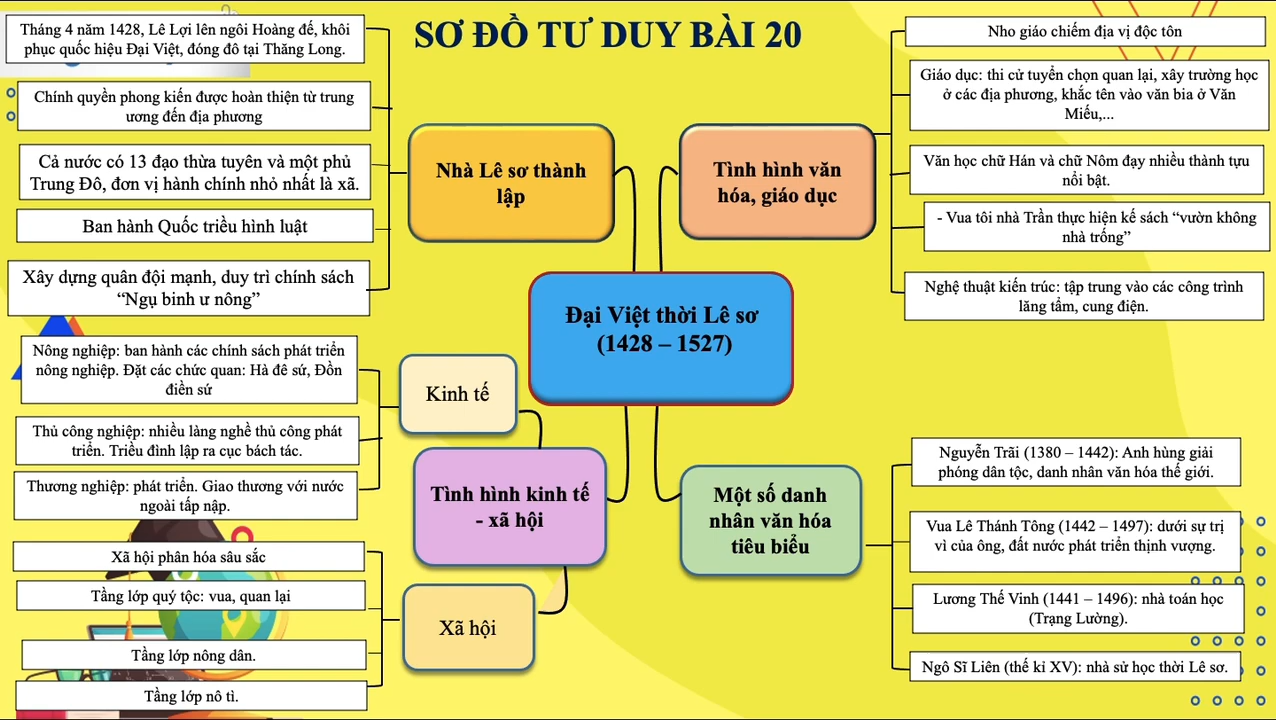 SƠ ĐỒ TƯ DUY BÀI 20
Đại Việt thời Lê sơ
(1428 – 1527)
Nhà Lê sơ thành
lập
Tháng 4 năm 1428, Lê Lợi lên ngôi Hoàng đế, khôi
phục quốc hiệu Đại Việt, đóng đô tại Thăng Long.
Chính quyền phong kiến được hoàn thiện từ trung
ương đến địa phương
Cả nước có 13 đạo thừa tuyên và một phủ
Trung Đô, đơn vị hành chính nhỏ nhất là xã.
Ban hành Quốc triều hình luật
Xây dựng quân đội mạnh, duy trì chính sách
“Ngụ binh ư nông”
Tình hình văn
hóa, giáo dục
Nho giáo chiếm địa vị độc tôn
Giáo dục: thi cử tuyển chọn quan lại, xây trường học
ở các địa phương, khắc tên vào văn bia ở Văn
Miếu,...
Văn học chữ Hán và chữ Nôm đạy nhiều thành tựu
nổi bật.
- Vua tôi nhà Trần thực hiện kế sách “vườn không
nhà trống”
Nghệ thuật kiến trúc: tập trung vào các công trình
lăng tẩm, cung điện.
Tình hình kinh tế
- xã hội
Kinh tế
Nông nghiệp: ban hành các chính sách phát triển
nông nghiệp. Đặt các chức quan: Hà đê sứ, Đồn
điền sứ
Thủ công nghiệp: nhiều làng nghề thủ công phát
triển. Triều đình lập ra cục bách tác.
Thương nghiệp: phát triển. Giao thương với nước
ngoài tấp nập.
Xã hội
Xã hội phân hóa sâu sắc
Tầng lớp quý tộc: vua, quan lại
Tầng lớp nông dân.
Tầng lớp nô tì.
Một số danh
nhân văn hóa
tiêu biểu
Nguyễn Trãi (1380 – 1442): Anh hùng giải
phóng dân tộc, danh nhân văn hóa thế giới.
Vua Lê Thánh Tông (1442 – 1497): dưới sự trị
vì của ông, đất nước phát triển thịnh vượng.
Lương Thế Vinh (1441 – 1496): nhà toán học
(Trạng Lường).
Ngô Sĩ Liên (thế kỉ XV): nhà sử học thời Lê sơ.